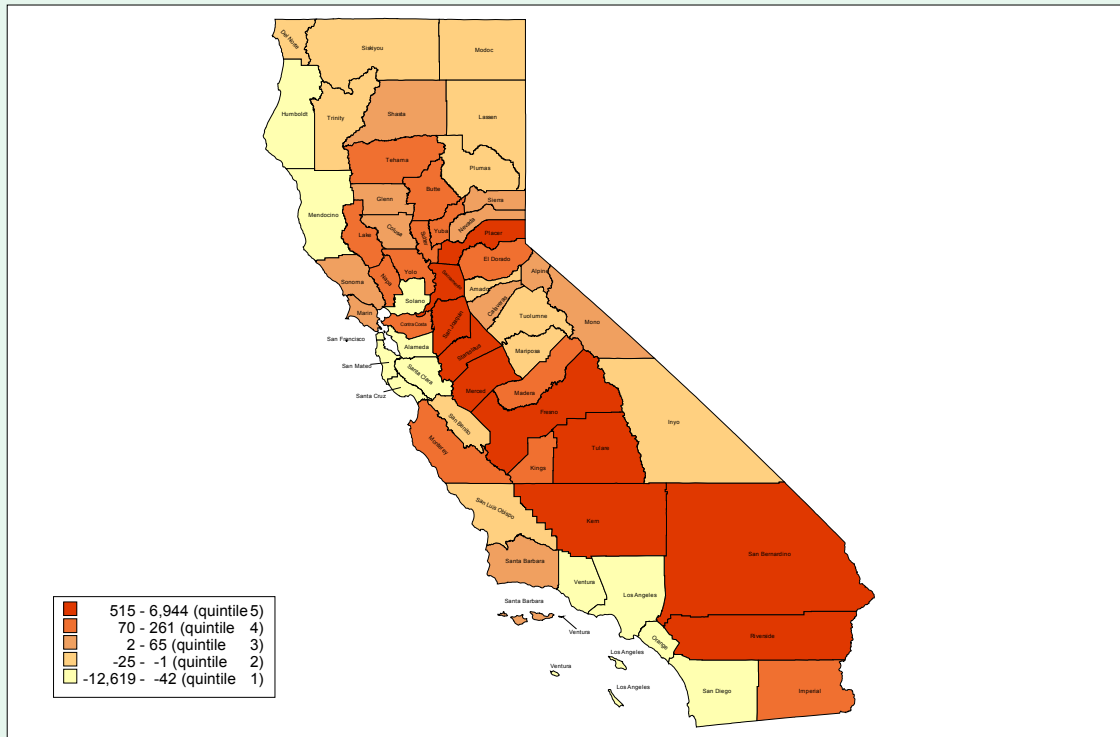 Del Norte
Siskiyou
Modoc
Humboldt
Trinity
Shasta
Lassen
Tehama
Plumas
Butte
Glenn
Sierra
Mendocino
Nevada
Colusa
Yuba
Sutter
Placer
Lake
El Dorado
Yolo
Alpine
Sonoma
Napa
Sacramento
Amador
Solano
Calaveras
Marin
Tuolumne
Mono
Contra Costa
San Joaquin
San Francisco
Alameda
Stanislaus
Mariposa
San Mateo
Santa Clara
Merced
Madera
Santa Cruz
Fresno
San Benito
Inyo
Monterey
Tulare
Kings
San Luis Obispo
Kern
San Bernardino
Santa Barbara
Ventura
Los Angeles
Santa Barbara
Ventura
Riverside
Orange
Los Angeles
Ventura
Los Angeles
San Diego
Imperial
515 - 6,944 (quintile 5)
70 - 261 (quintile 4)
2 - 65 (quintile 3)
-25 - -1 (quintile 2)
-12,619 - -42 (quintile 1)